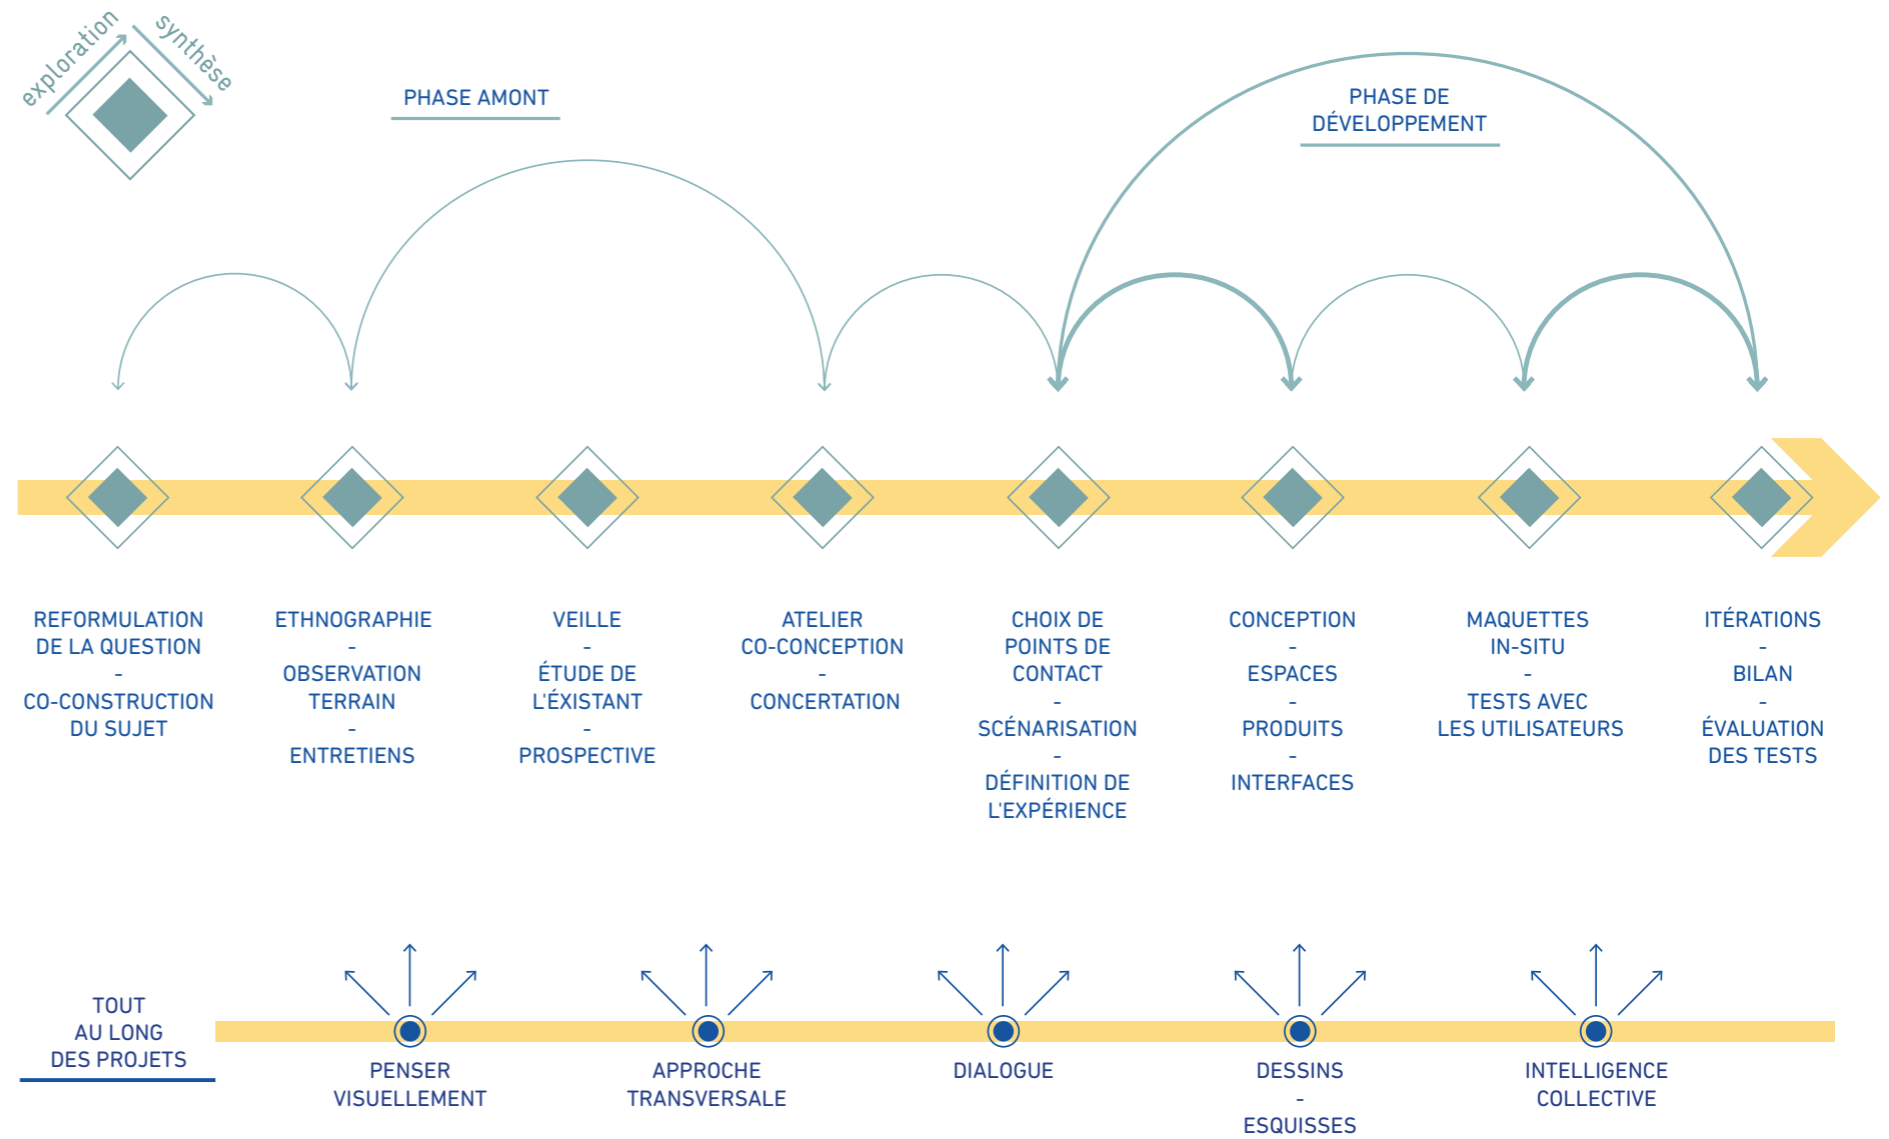 exploration
synthèse
PHASE AMONT
PHASE DE
DÉVELOPPEMENT
REFORMULATION
DE LA QUESTION
-
CO-CONSTRUCTION
DU SUJET
ETHNOGRAPHIE
-
OBSERVATION
TERRAIN
-
ENTRETIENS
VEILLE
-
ÉTUDE DE
L'ÉXISTANT
-
PROSPECTIVE
ATELIER
CO-CONCEPTION
-
CONCERTATION
CHOIX DE
POINTS DE
CONTACT
-
SCÉNARISATION
-
DÉFINITION DE
L'EXPÉRIENCE
CONCEPTION
-
ESPACES
-
PRODUITS
-
INTERFACES
MAQUETTES
IN-SITU
-
TESTS AVEC
LES UTILISATEURS
ITÉRATIONS
-
BILAN
-
ÉVALUATION
DES TESTS
TOUT
AU LONG
DES PROJETS
PENSER
VISUELLEMENT
APPROCHE
TRANSVERSALE
DIALOGUE
DESSINS
-
ESQUISSES
INTELLIGENCE
COLLECTIVE